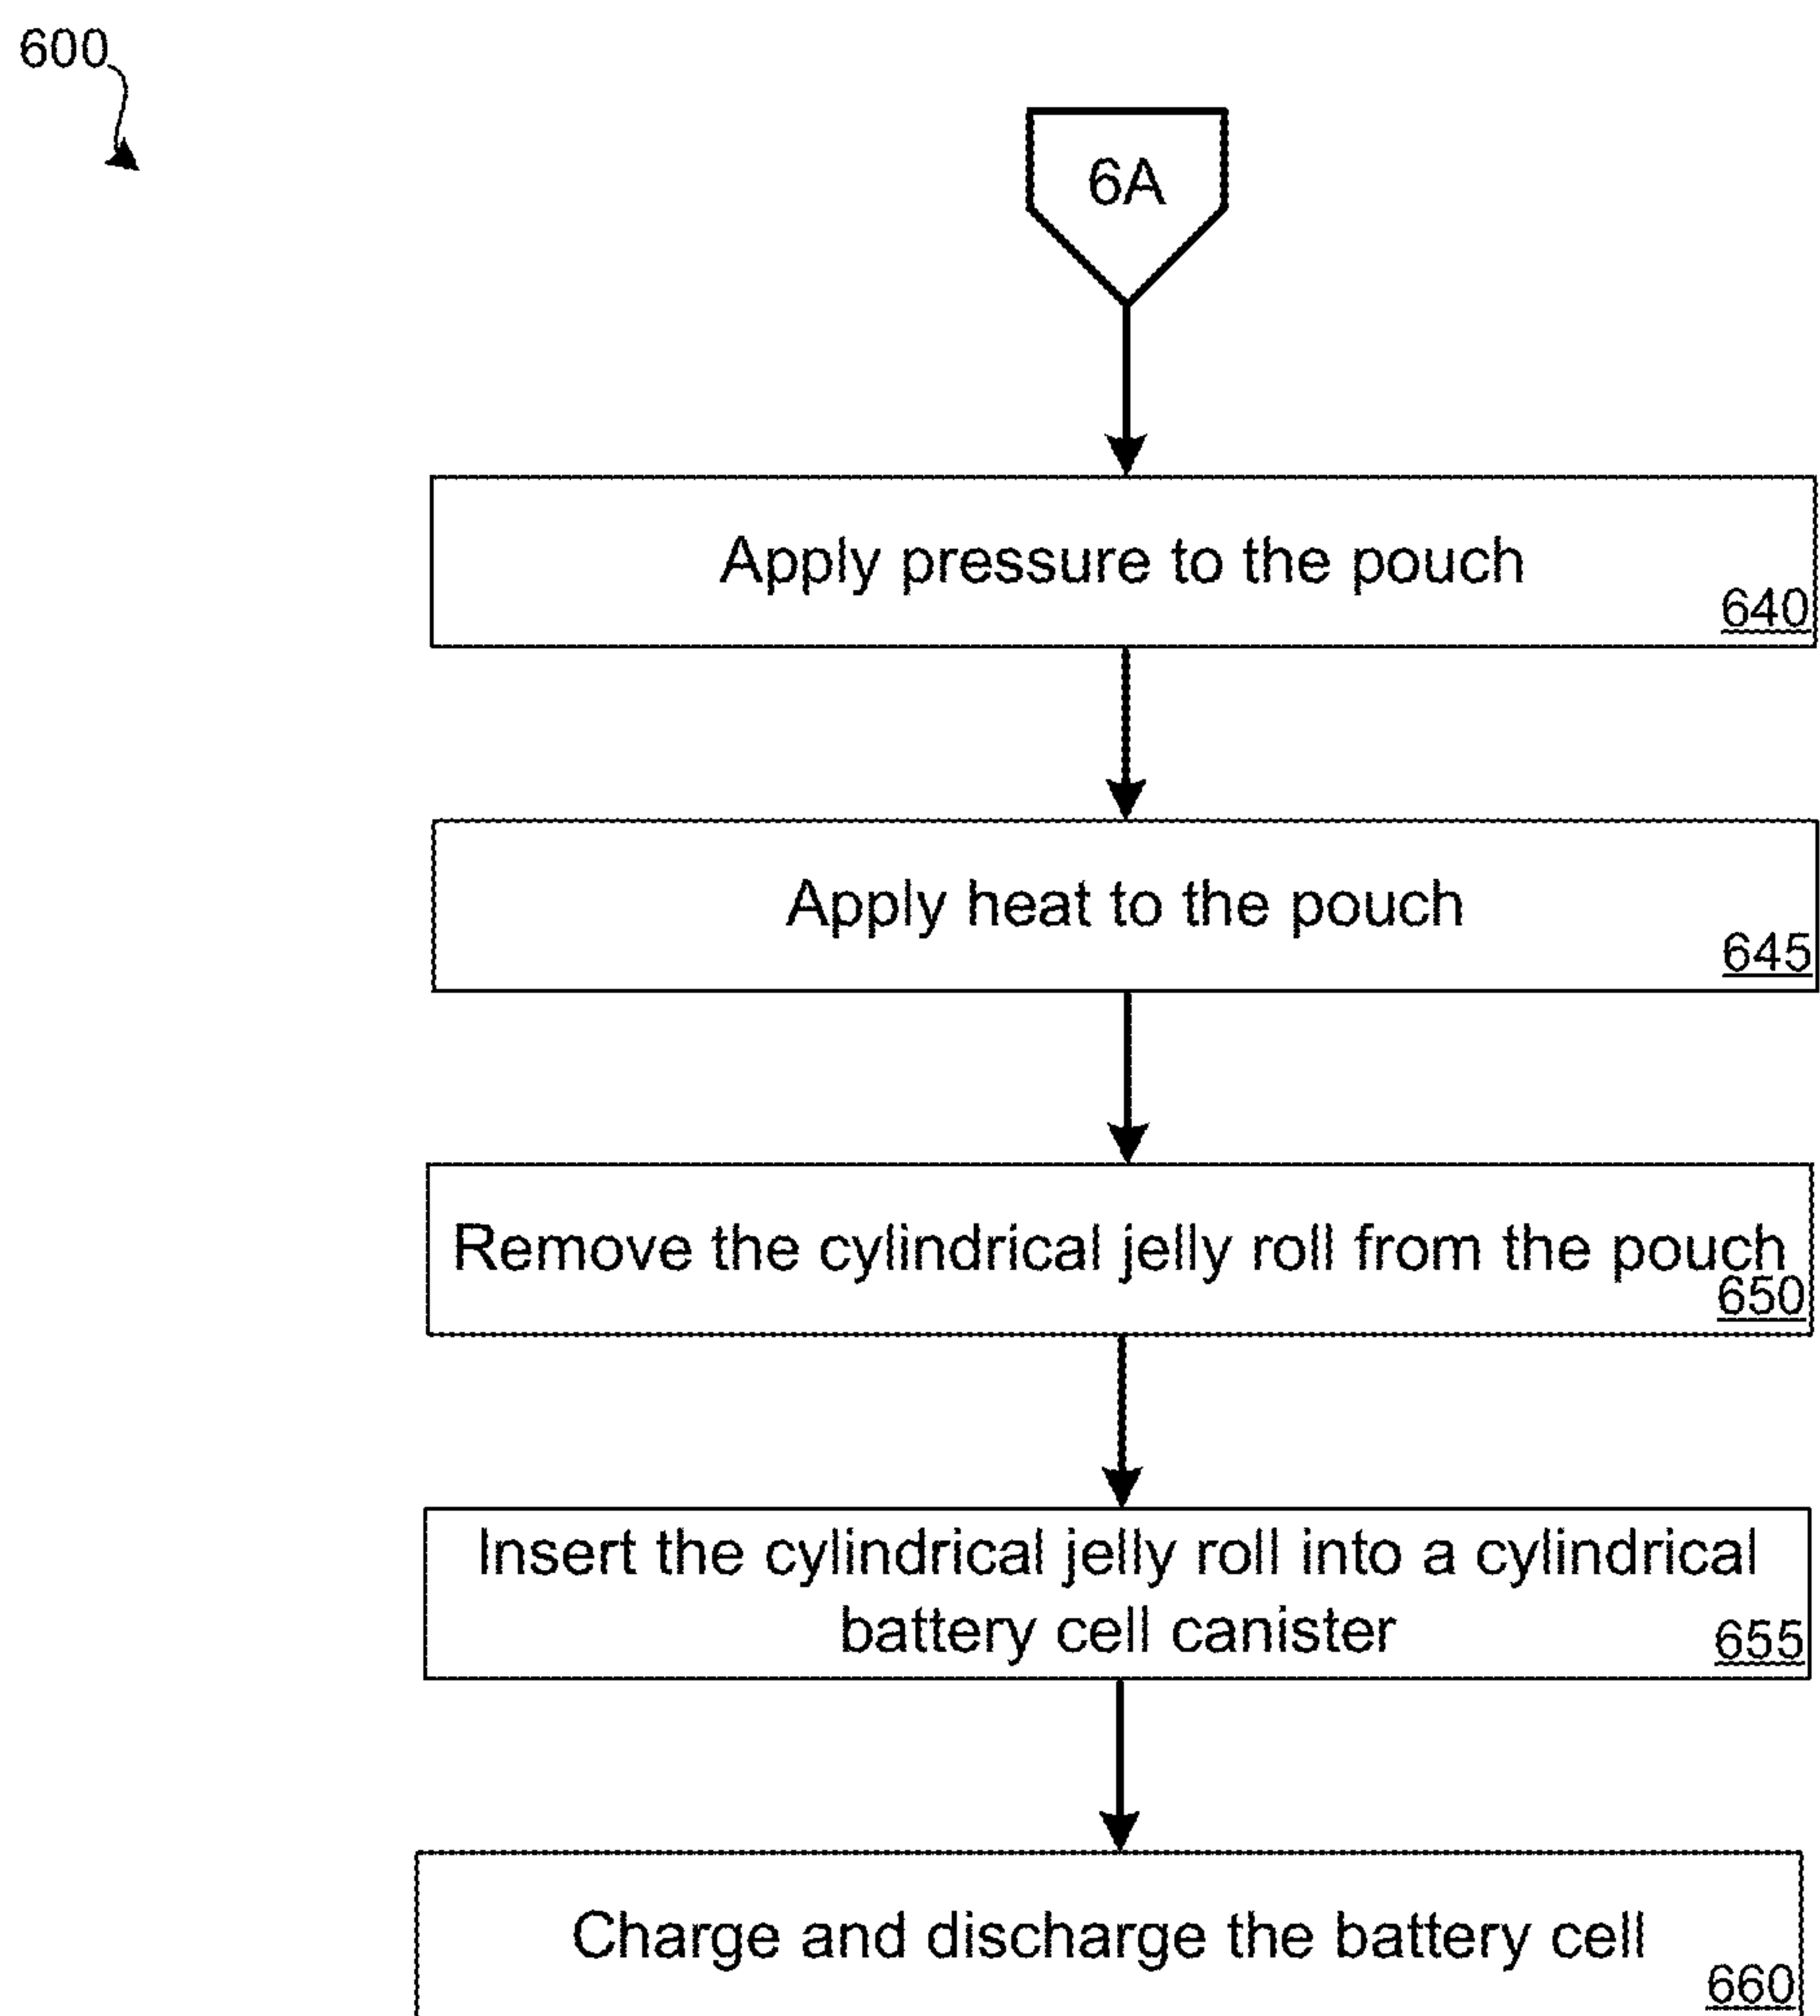 600
6A
Apply pressure to the pouch
640
Apply heat to the pouch
645
Remove the cylindrical jelly roll from the pouch
650
Insert the cylindrical jelly roll into a cylindrical
battery cell canister
655
Charge and discharge the battery cell
660